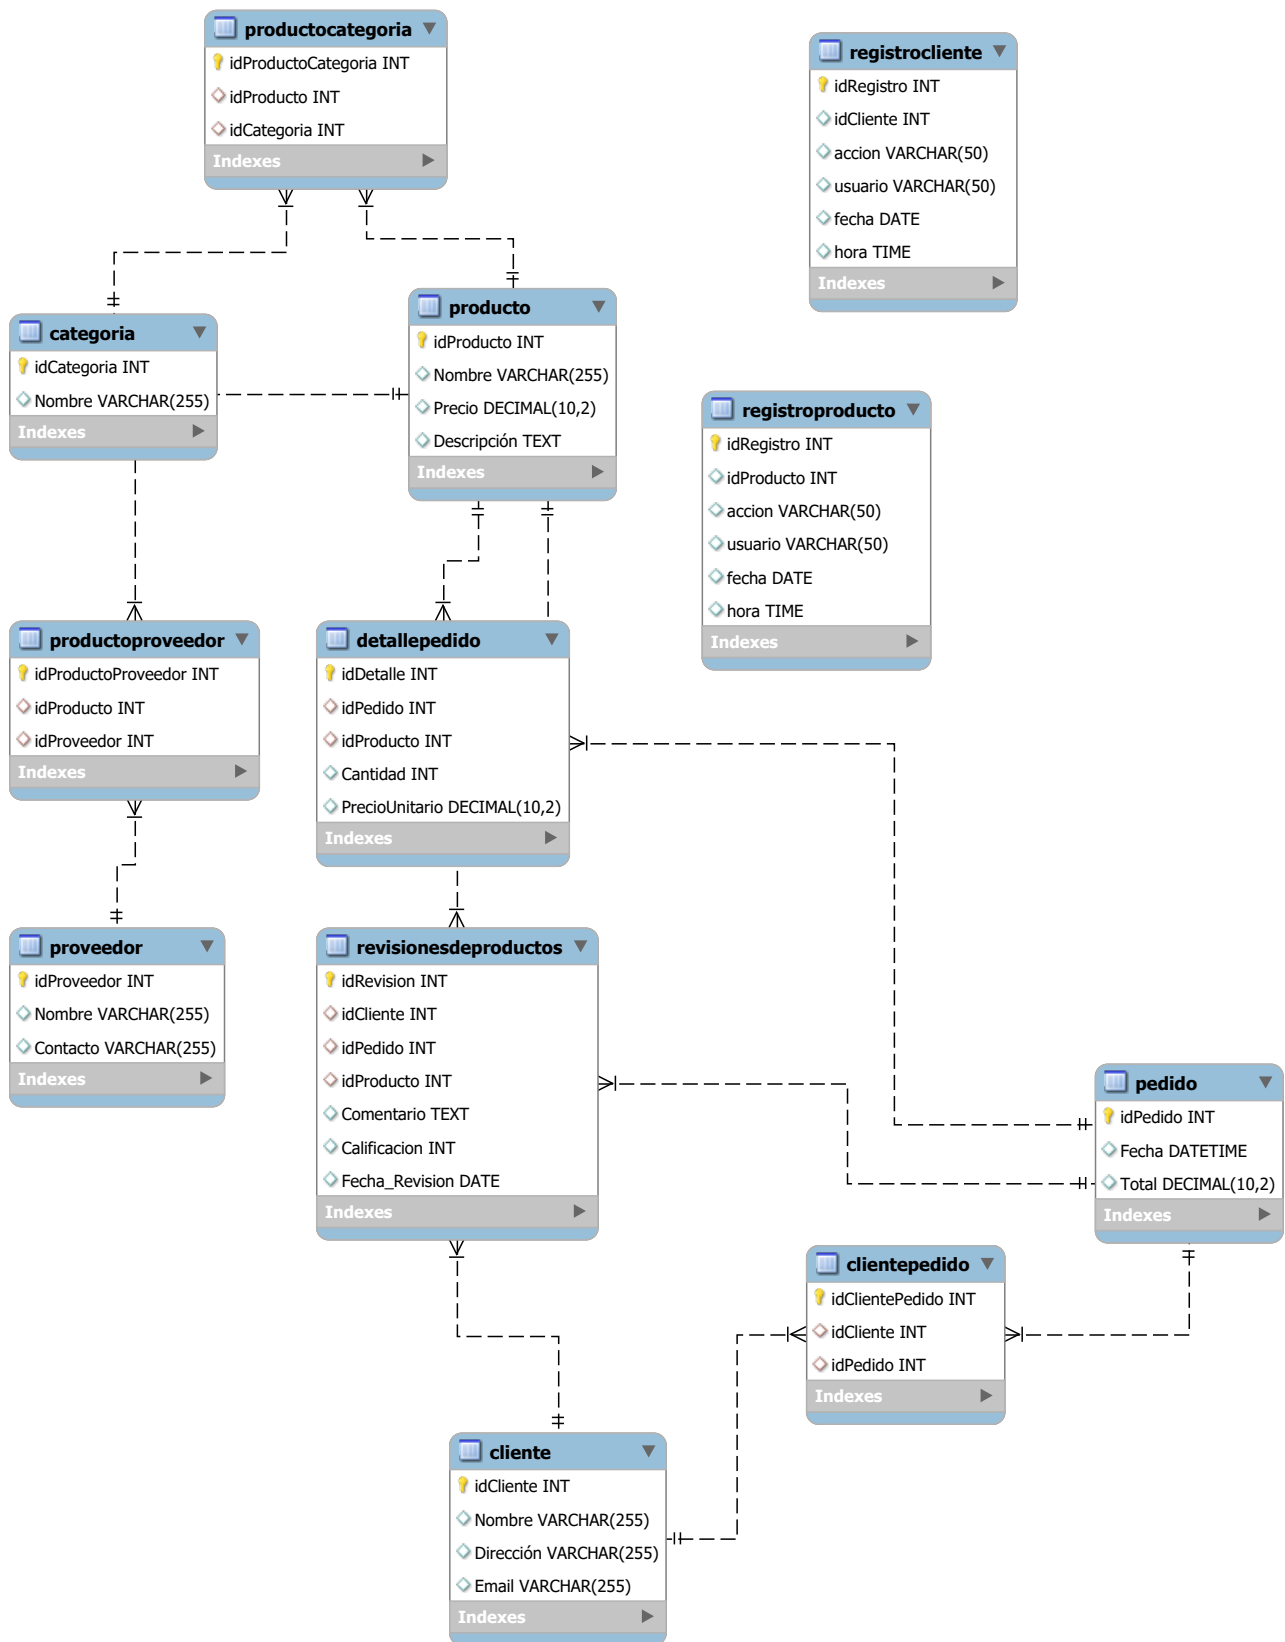 productocategoria
idProductoCategoria INT
idProducto INT
idCategoria INT
Indexes
registrocliente
idRegistro INT
idCliente INT
accion VARCHAR(50)
usuario VARCHAR(50)
fecha DATE
hora TIME
Indexes
categoria
idCategoria INT
Nombre VARCHAR(255)
Indexes
producto
idProducto INT
Nombre VARCHAR(255)
Precio DECIMAL(10,2)
Descripción TEXT
Indexes
registroproducto
idRegistro INT
idProducto INT
accion VARCHAR(50)
usuario VARCHAR(50)
fecha DATE
hora TIME
Indexes
productoproveedor
idProductoProveedor INT
idProducto INT
idProveedor INT
Indexes
detallepedido
idDetalle INT
idPedido INT
idProducto INT
Cantidad INT
PrecioUnitario DECIMAL(10,2)
Indexes
proveedor
idProveedor INT
Nombre VARCHAR(255)
Contacto VARCHAR(255)
Indexes
revisionesdeproductos
idRevision INT
idCliente INT
idPedido INT
idProducto INT
Comentario TEXT
Calificacion INT
Fecha_Revision DATE
Indexes
pedido
idPedido INT
Fecha DATETIME
Total DECIMAL(10,2)
Indexes
clientepedido
idClientePedido INT
idCliente INT
idPedido INT
Indexes
cliente
idCliente INT
Nombre VARCHAR(255)
Dirección VARCHAR(255)
Email VARCHAR(255)
Indexes